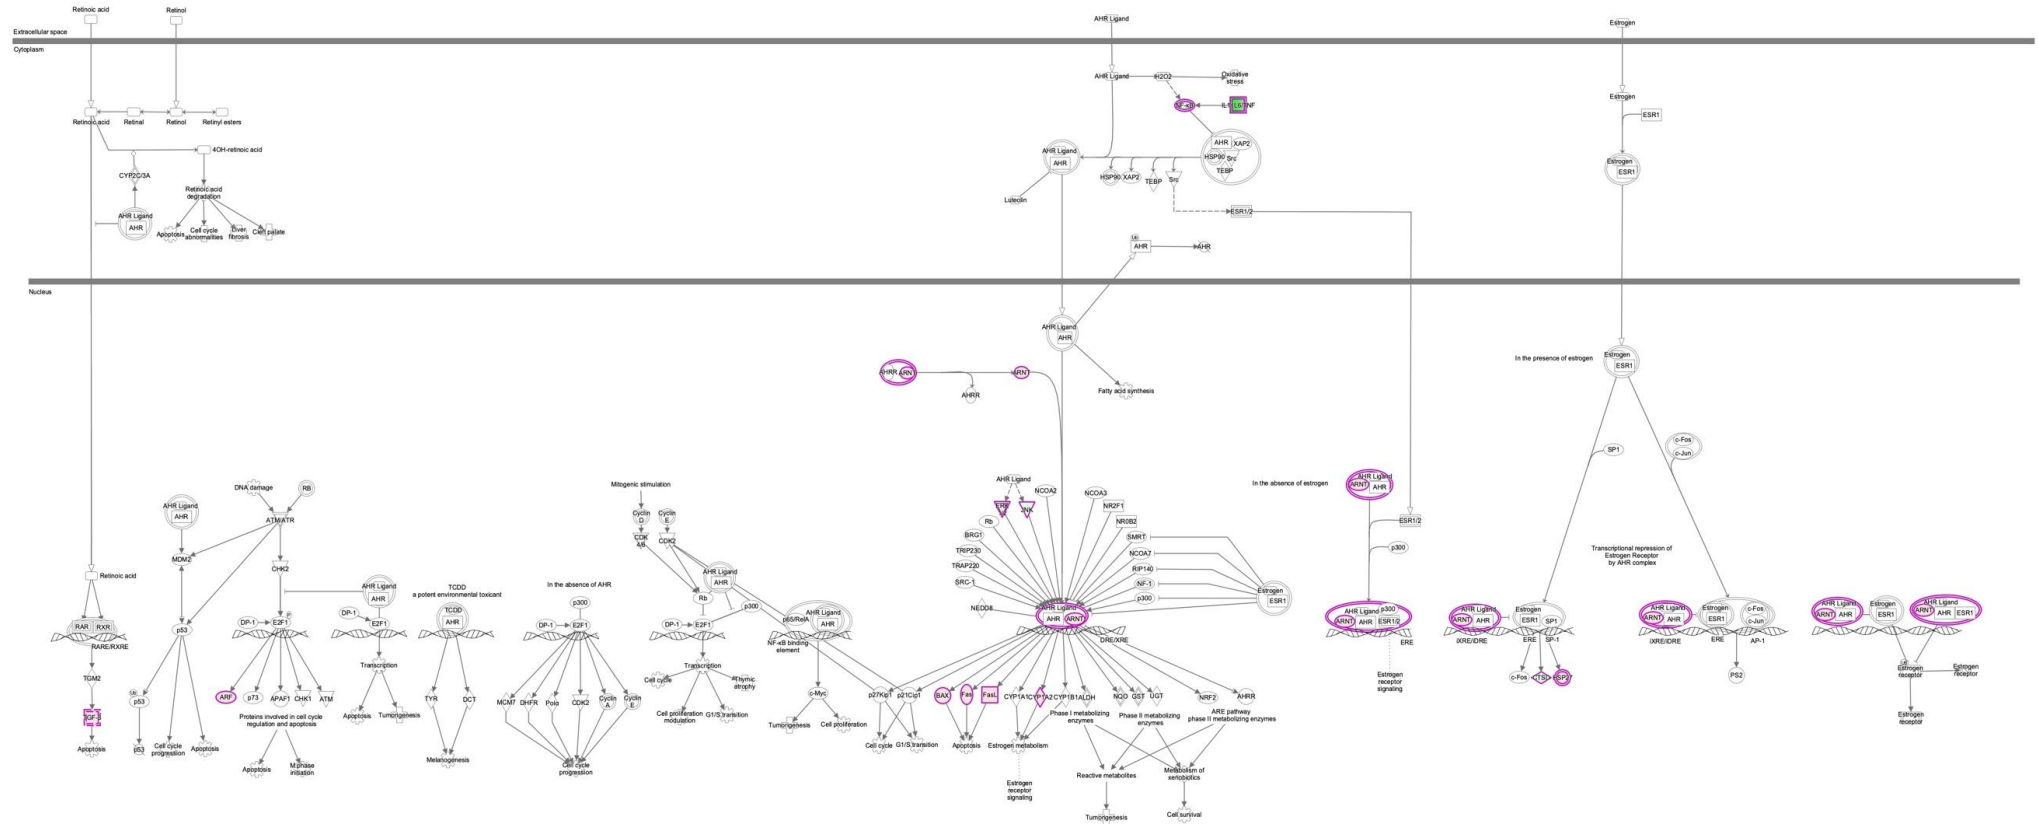 Retinoic acid
Retinol
AHR Ligand
Estrogen
Extracellular space
Cytoplasm
AHR Ligand
H2O2
Oxidative
stress
NF-κB
Estrogen
ESR1
Retinoic acid
Retinal
Retinol
Retinyl esters
4OH-retinoic acid
CYP2C/3A
Retinoic acid
degradation
AHR Ligand
AHR
Apoptosis
Cell cycle
abnormalities
Liver
fibrosis
Cleft palate
AHR Ligand
AHR
Luteolin
HSP90
XAP2
TEBP
Src
AHR
XAP2
HSP90
Src
TEBP
Estrogen
ESR1
ESR1/2
Ub
AHR
AHR
Nucleus
AHR Ligand
AHR
Fatty acid synthesis
AHRR
ARNT
AHRR
ARNT
In the presence of estrogen
Estrogen
ESR1
SP1
c-Fos
c-Jun
In the absence of estrogen
AHR Ligand
ARNT
AHR
ESR1/2
p300
Transcriptional repression of
Estrogen Receptor
by AHR complex
DNA damage
RB
AHR Ligand
AHR
ATM/ATR
MDM2
CHK2
Retinoic acid
RAR
RXR
RARE/RXRE
TGM2
TGF-β
Apoptosis
p53
Ub
p53
p53
Cell cycle
progression
Apoptosis
DP-1
E2F1
ARF
p73
APAF1
CHK1
ATM
Proteins involved in cell cycle
regulation and apoptosis
Apoptosis
M phase
initiation
AHR Ligand
AHR
DP-1
E2F1
Transcription
Apoptosis
Tumorigenesis
TCDD
a potent environmental toxicant
TCDD
AHR
TYR
DCT
Melanogenesis
In the absence of AHR
p300
DP-1
E2F1
MCM7
DHFR
Polα
CDK2
Cyclin
A
Cyclin
E
Cell cycle
progression
Mitogenic stimulation
Cyclin
D
Cyclin
E
CDK
4/6
CDK2
AHR Ligand
AHR
Rb
p300
DP-1
E2F1
Transcription
Cell cycle
Thymic
atrophy
Cell proliferation
modulation
G1/S transition
AHR Ligand
p65/RelA
AHR
NF-κB binding
element
c-Myc
Tumorigenesis
Cell proliferation
AHR Ligand
ERK
JNK
NCOA2
NCOA3
NR2F1
NR0B2
SMRT
NCOA7
RIP140
NF-1
p300
Rb
BRG1
TRIP230
TRAP220
SRC-1
NEDD8
Estrogen
ESR1
AHR Ligand
AHR
ARNT
DRE/XRE
p27Kip1
p21Cip1
BAX
Fas
FasL
CYP1A1
CYP1A2
CYP1B1
ALDH
NQO
GST
UGT
NRF2
AHRR
Cell cycle
G1/S transition
Apoptosis
Estrogen metabolism
Estrogen
receptor
signaling
Phase I metabolizing
enzymes
Phase II metabolizing
enzymes
ARE pathway
phase II metabolizing enzymes
Reactive metabolites
Metabolism of
xenobiotics
Tumorigenesis
Cell survival
AHR Ligand
p300
ARNT
AHR
ESR1/2
ERE
Estrogen
receptor
signaling
AHR Ligand
ARNT
AHR
iXRE/iDRE
Estrogen
ESR1
SP1
ERE
SP-1
c-Fos
CTSD
HSP27
AHR Ligand
ARNT
AHR
iXRE/iDRE
Estrogen
ESR1
c-Fos
c-Jun
ERE
AP-1
PS2
AHR Ligand
ARNT
AHR
Estrogen
ESR1
AHR Ligand
ARNT
AHR
ESR1
Ub
Estrogen
receptor
Estrogen
receptor
Estrogen
receptor